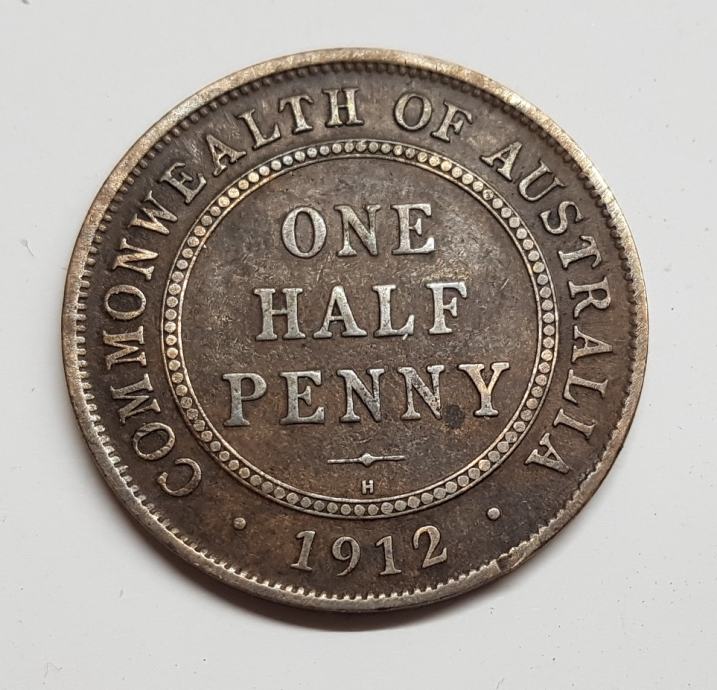 COMMONWEALTH OF AUSTRALIA
ONE
HALF
PENNY
H
· 1912 ·